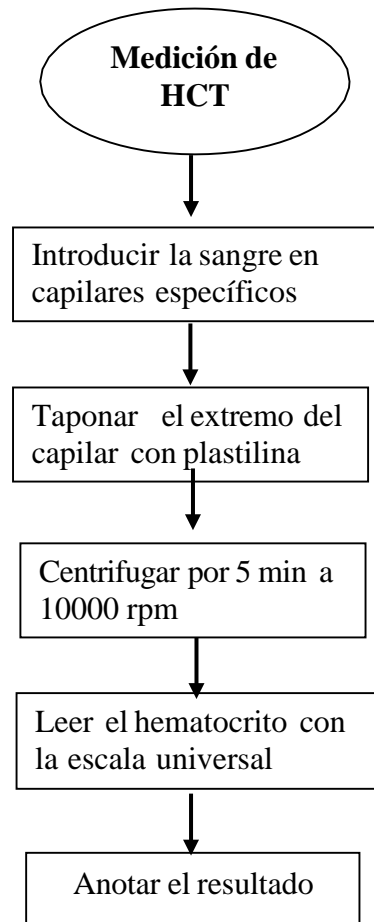 Medición de
HCT
Introducir la sangre en
capilares específicos
Taponar el extremo del
capilar con plastilina
Centrifugar por 5 min a
10000 rpm
Leer el hematocrito con
la escala universal
Anotar el resultado